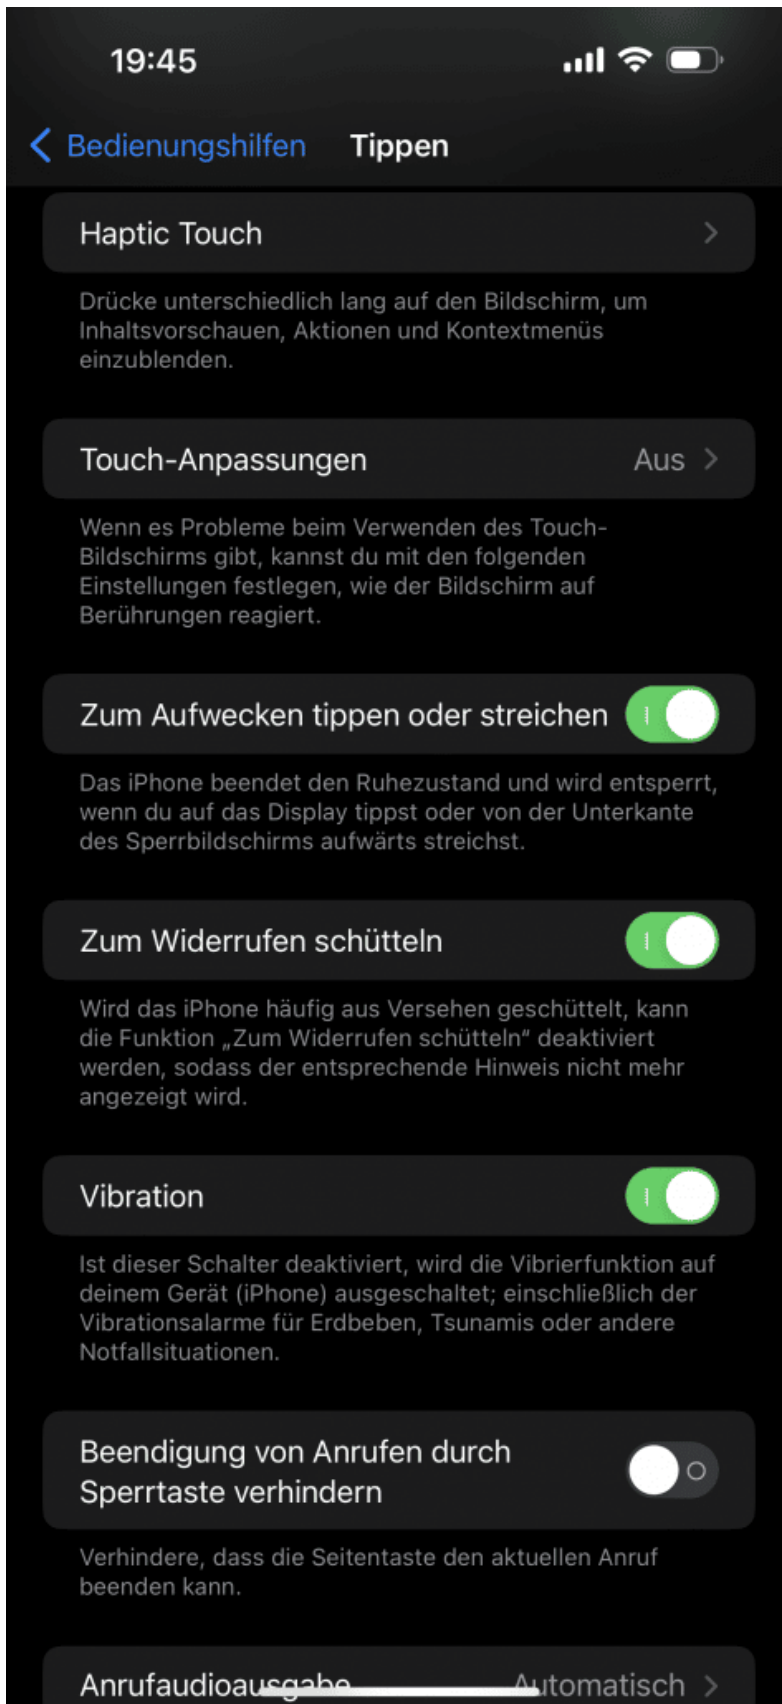 19:45
Bedienungshilfen Tippen
Haptic Touch
Drücke unterschiedlich lang auf den Bildschirm, um
Inhaltsvorschauen, Aktionen und Kontextmenüs
einzublenden.
Touch-Anpassungen Aus
Wenn es Probleme beim Verwenden des Touch-
Bildschirms gibt, kannst du mit den folgenden
Einstellungen festlegen, wie der Bildschirm auf
Berührungen reagiert.
Zum Aufwecken tippen oder streichen
Das iPhone beendet den Ruhezustand und wird entsperrt,
wenn du auf das Display tippst oder von der Unterkante
des Sperrbildschirms aufwärts streichst.
Zum Widerrufen schütteln
Wird das iPhone häufig aus Versehen geschüttelt, kann
die Funktion „Zum Widerrufen schütteln" deaktiviert
werden, sodass der entsprechende Hinweis nicht mehr
angezeigt wird.
Vibration
Ist dieser Schalter deaktiviert, wird die Vibrierfunktion auf
deinem Gerät (iPhone) ausgeschaltet; einschließlich der
Vibrationsalarme für Erdbeben, Tsunamis oder andere
Notfallsituationen.
Beendigung von Anrufen durch
Sperrtaste verhindern
Verhindere, dass die Seitentaste den aktuellen Anruf
beenden kann.
Anrufaudioausgabe Automatisch